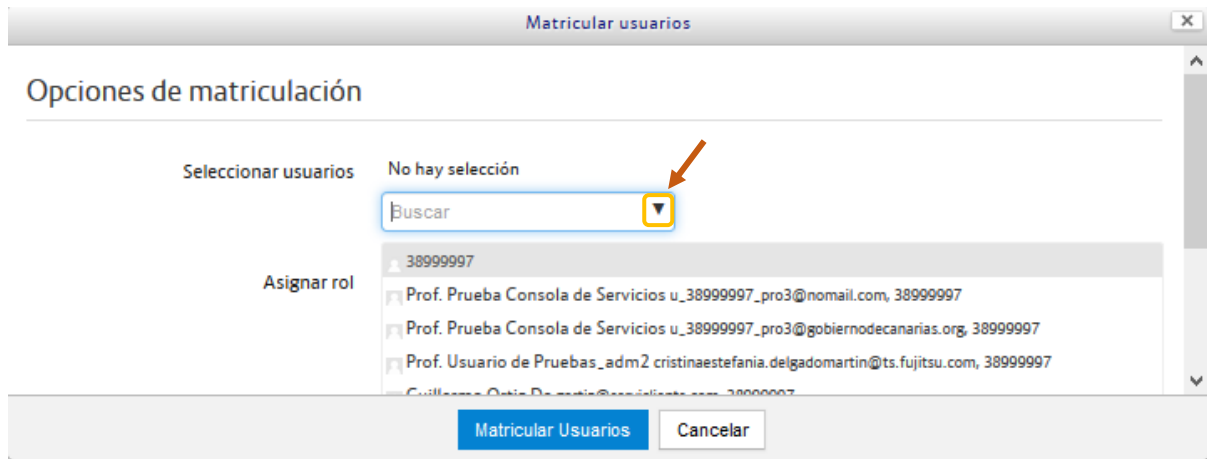 Matricular usuarios
Opciones de matriculación
Seleccionar usuarios
No hay selección
Buscar
Asignar rol
38999997
Prof. Prueba Consola de Servicios u_38999997_pro3@nomail.com, 38999997
Prof. Prueba Consola de Servicios u_38999997_pro3@gobiernodecanarias.org, 38999997
Prof. Usuario de Pruebas_adm2 cristinaestefania.delgadomartin@ts.fujitsu.com, 38999997
Matricular Usuarios
Cancelar